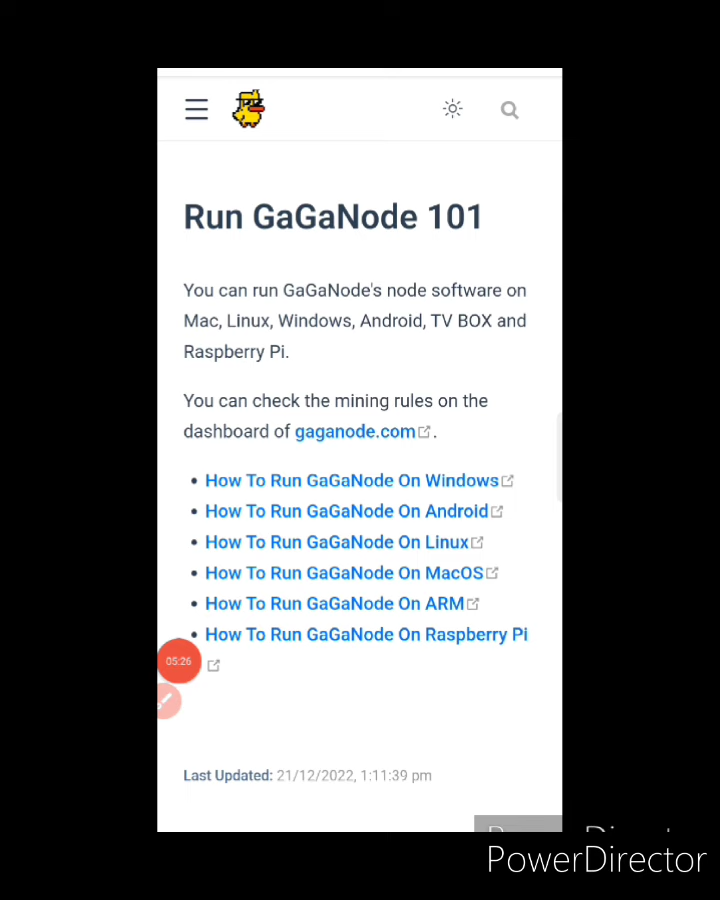 Run GaGaNode 101
You can run GaGaNode's node software on
Mac, Linux, Windows, Android, TV BOX and
Raspberry Pi.
You can check the mining rules on the
dashboard of gaganode.com.
• How To Run GaGaNode On Windows
• How To Run GaGaNode On Android
• How To Run GaGaNode On Linux
• How To Run GaGaNode On MacOS
• How To Run GaGaNode On ARM
• How To Run GaGaNode On Raspberry Pi
05:26
Last Updated: 21/12/2022, 1:11:39 pm
PowerDirector